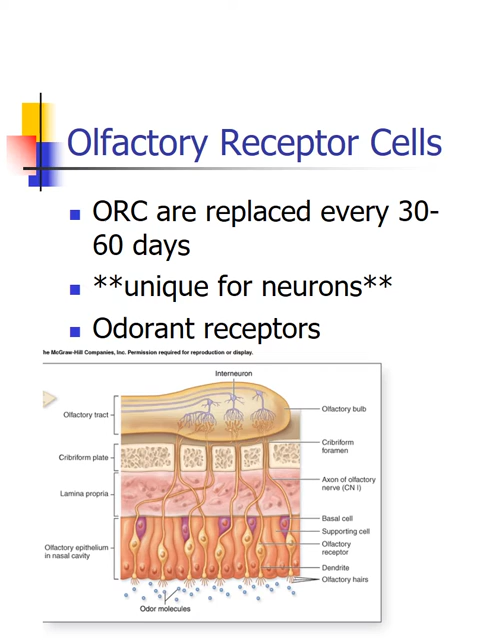 Olfactory Receptor Cells
ORC are replaced every 30-
60 days
**unique for neurons**
Odorant receptors
he McGraw-Hill Companies, Inc. Permission required for reproduction or display.
Interneuron
Olfactory tract
Olfactory bulb
Cribriform
foramen
Cribriform plate
Axon of olfactory
nerve (CN I)
Lamina propria
Basal cell
Supporting cell
Olfactory
receptor
Olfactory epithelium
in nasal cavity
Dendrite
Olfactory hairs
Odor molecules